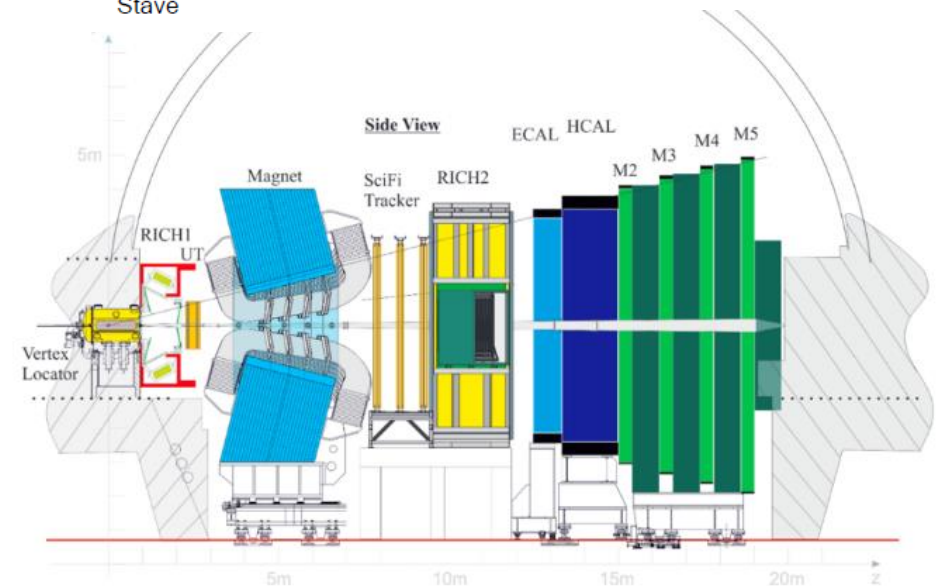 Stave
Side View
ECAL
HCAL
M5
M4
M3
M2
5m
Magnet
SciFi
Tracker
RICH2
RICH1
UT
Vertex
Locator
5m
10m
15m
20m
z